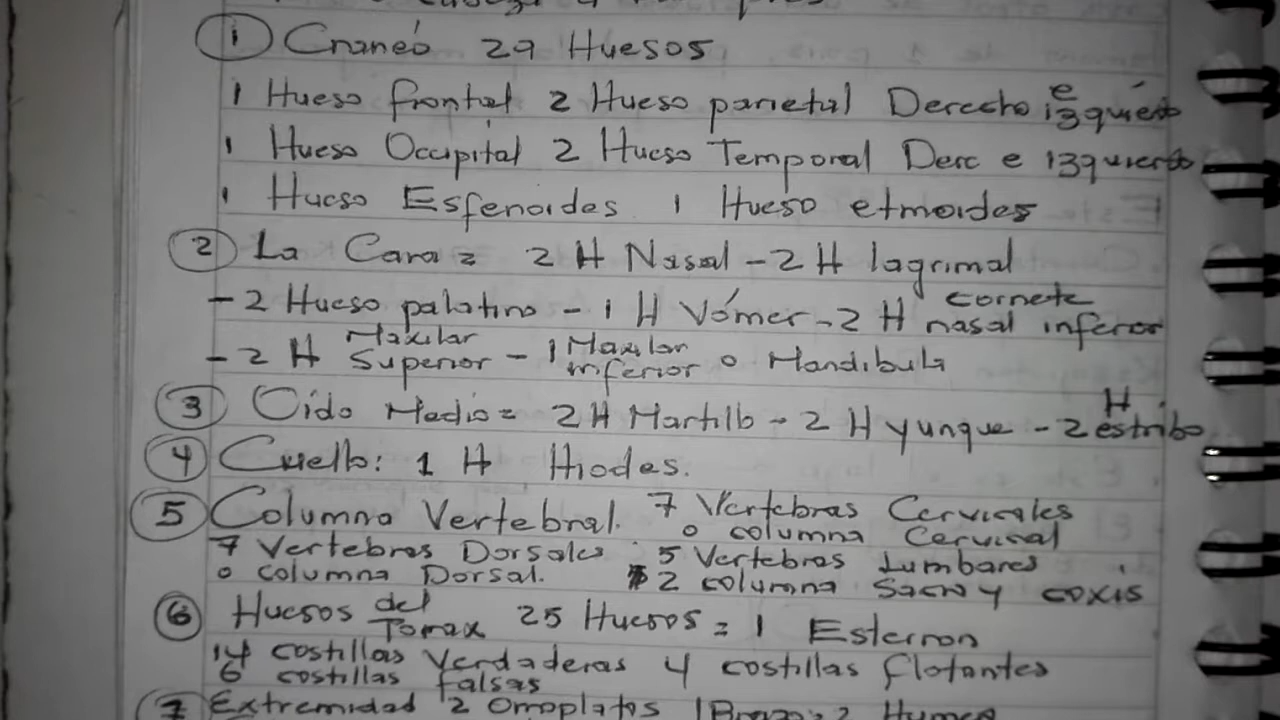 ① Craneó 29 Huesos
1 Hueso frontal 2 Hueso parietal Derecho e izquierdo
1 Hueso Occipital 2 Hueso Temporal Derc e izquierdo
1 Hueso Esfenoides 1 Hueso etmoides
② La Cara = 2 H Nasal - 2 H lagrimal
- 2 Hueso palatino - 1 H Vómer - 2 H cornete nasal inferor
- 2 H Maxilar Superior - 1 Maxilar inferior o Mandibula
③ Oido Medio = 2 H Martillo - 2 H yunque - 2 H estribo
④ Cuello: 1 H Hiodes.
⑤ Columna Vertebral. 7 Vertebras Cervicales o columna Cervical
7 Vertebras Dorsales o columna Dorsal. 5 Vertebras Lumbares
2 columna Sacro y coxis
⑥ Huesos del Torax 25 Huesos = 1 Esternon
14 costillas Verdaderas 4 costillas flotantes
6 costillas falsas
⑦ Extremidad 2 Omoplatos 1 Brazo = 2